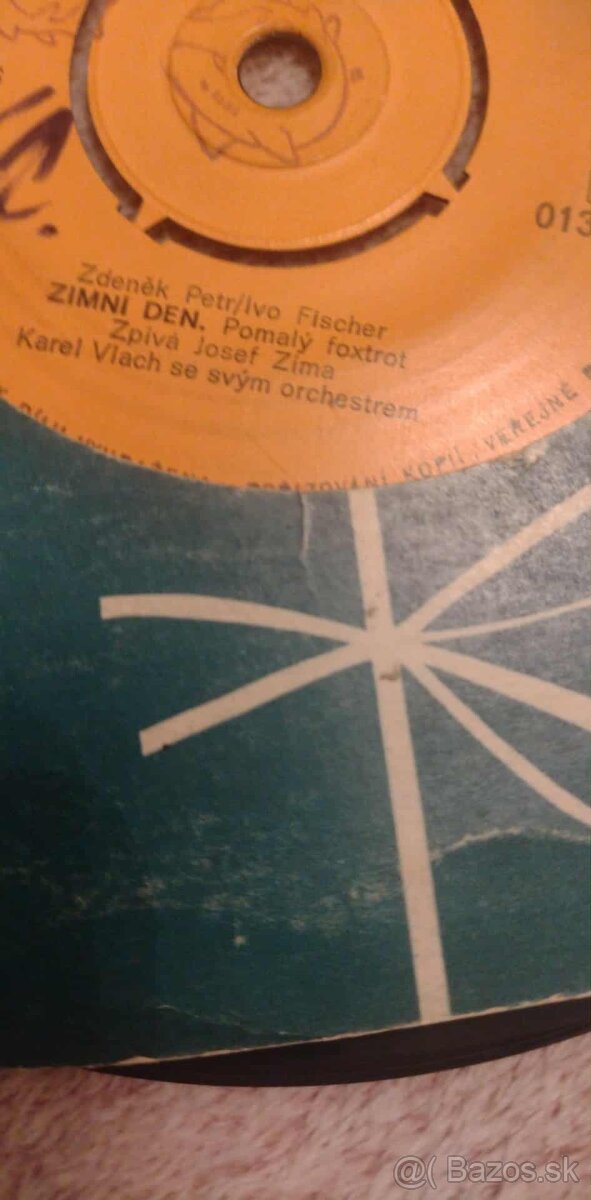 013
Zdeněk Petr/Ivo Fischer
ZIMNÍ DEN. Pomalý foxtrot
Zpívá Josef Zíma
Karel Vlach se svým orchestrem
KOPIÍ. VEŘEJNÉ
@( Bazos.sk